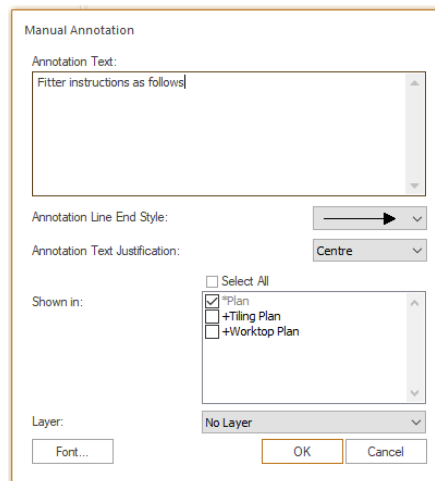 Manual Annotation
Annotation Text:
Fitter instructions as follows
Annotation Line End Style:
Annotation Text Justification:
Centre
Select All
Shown in:
*Plan
+Tiling Plan
+Worktop Plan
Layer:
No Layer
Font...
OK
Cancel